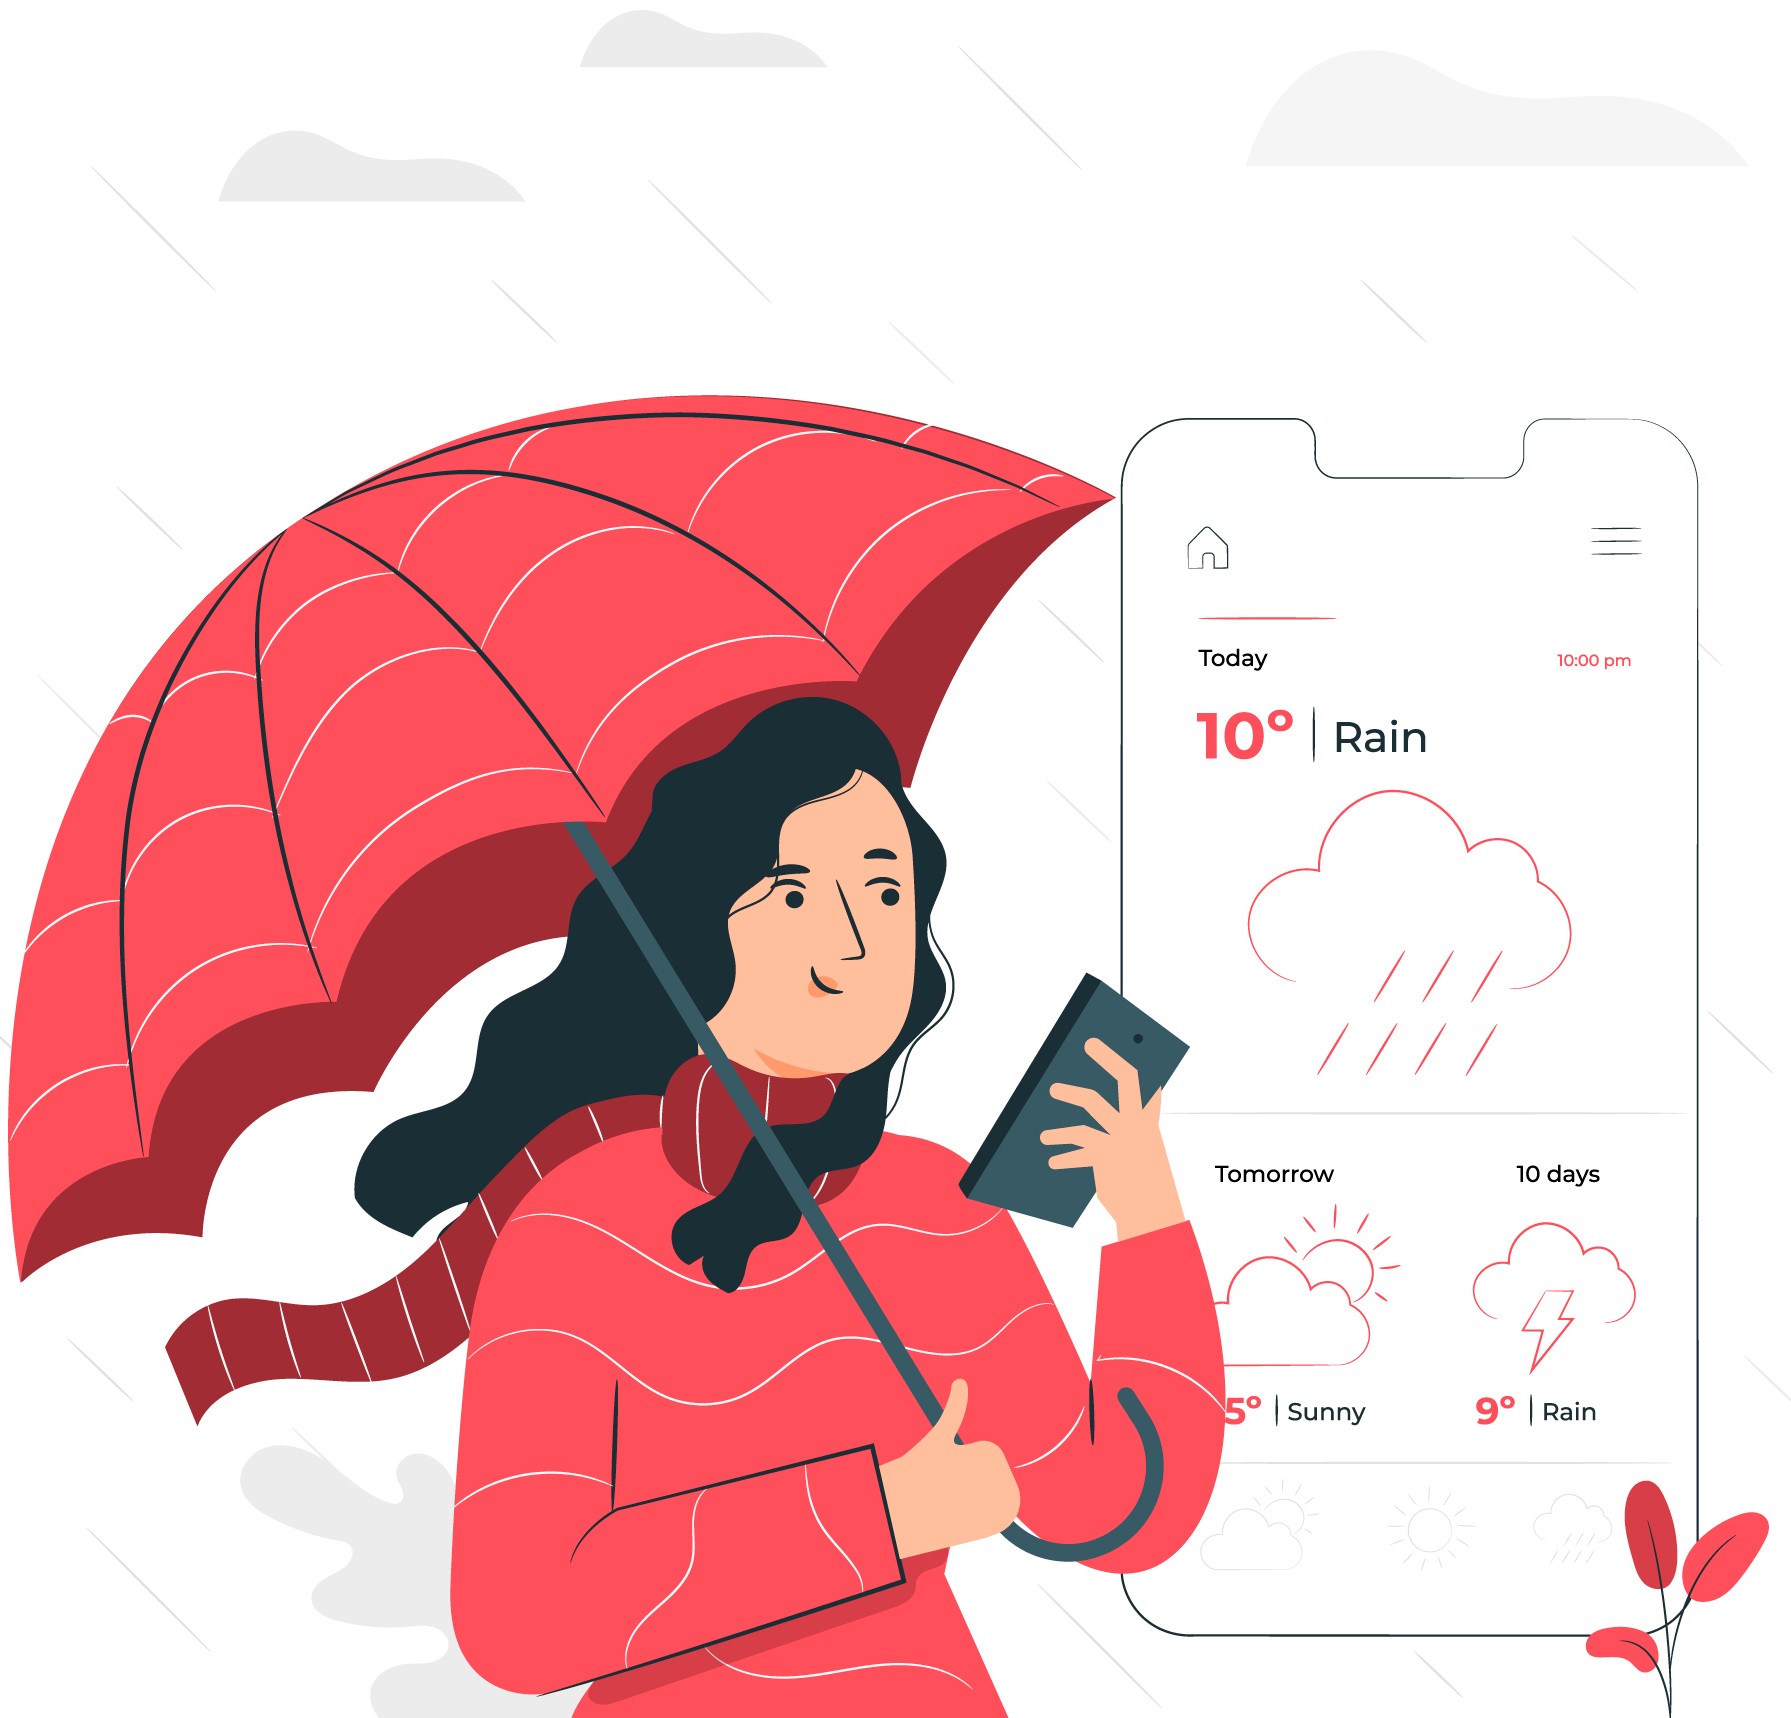 Today
10:00 pm
10° | Rain
Tomorrow
10 days
5° | Sunny
9° | Rain